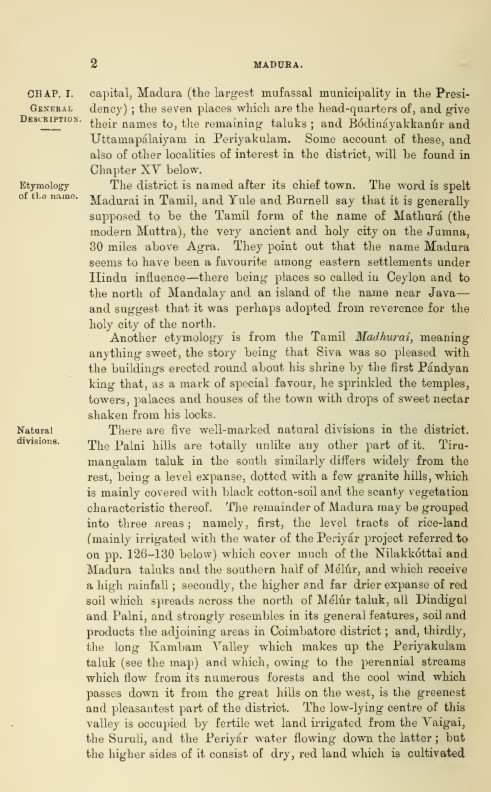 2 MADURA.
CHAP. I.
GENERAL
DESCRIPTION.
capital, Madura (the largest mufassal municipality in the Presi-
dency) ; the seven places which are the head-quarters of, and give
their names to, the remaining taluks ; and Bódináyakkanúr and
Uttamapálaiyam in Periyakulam. Some account of these, and
also of other localities of interest in the district, will be found in
Chapter XV below.
Etymology
of the name.
The district is named after its chief town. The word is spelt
Madurai in Tamil, and Yule and Burnell say that it is generally
supposed to be the Tamil form of the name of Mathurá (the
modern Muttra), the very ancient and holy city on the Jumna,
30 miles above Agra. They point out that the name Madura
seems to have been a favourite among eastern settlements under
Hindu influence—there being places so called in Ceylon and to
the north of Mandalay and an island of the name near Java—
and suggest that it was perhaps adopted from reverence for the
holy city of the north.
Another etymology is from the Tamil Madhurai, meaning
anything sweet, the story being that Siva was so pleased with
the buildings erected round about his shrine by the first Pándyan
king that, as a mark of special favour, he sprinkled the temples,
towers, palaces and houses of the town with drops of sweet nectar
shaken from his locks.
Natural
divisions.
There are five well-marked natural divisions in the district.
The Palni hills are totally unlike any other part of it. Tiru-
mangalam taluk in the south similarly differs widely from the
rest, being a level expanse, dotted with a few granite hills, which
is mainly covered with black cotton-soil and the scanty vegetation
characteristic thereof. The remainder of Madura may be grouped
into three areas ; namely, first, the level tracts of rice-land
(mainly irrigated with the water of the Periyár project referred to
on pp. 126-130 below) which cover much of the Nilakkóttai and
Madura taluks and the southern half of Mélúr, and which receive
a high rainfall ; secondly, the higher and far drier expanse of red
soil which spreads across the north of Mélúr taluk, all Dindigul
and Palni, and strongly resembles in its general features, soil and
products the adjoining areas in Coimbatore district ; and, thirdly,
the long Kambam Valley which makes up the Periyakulam
taluk (see the map) and which, owing to the perennial streams
which flow from its numerous forests and the cool wind which
passes down it from the great hills on the west, is the greenest
and pleasantest part of the district. The low-lying centre of this
valley is occupied by fertile wet land irrigated from the Vaigai,
the Suruli, and the Periyár water flowing down the latter ; but
the higher sides of it consist of dry, red land which is cultivated